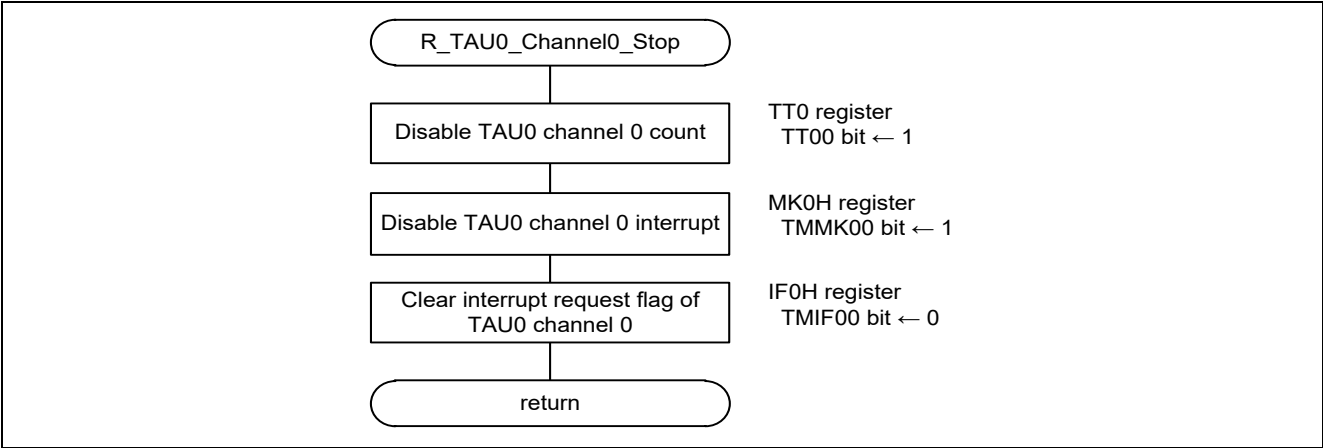 R_TAU0_Channel0_Stop
Disable TAU0 channel 0 count
TT0 register
TT00 bit ← 1
Disable TAU0 channel 0 interrupt
MK0H register
TMMK00 bit ← 1
Clear interrupt request flag of
TAU0 channel 0
IF0H register
TMIF00 bit ← 0
return